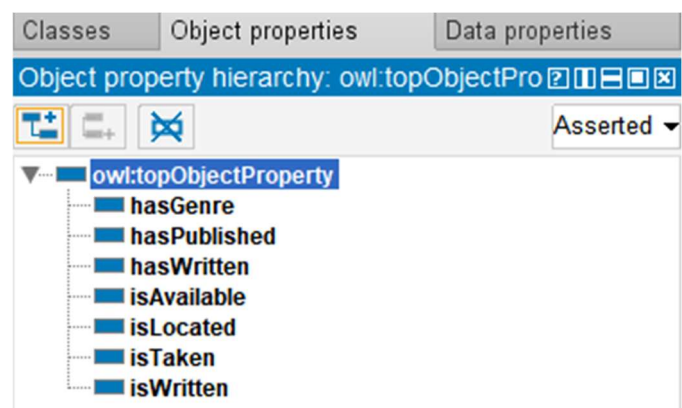 Classes Object properties Data properties
Object property hierarchy: owl:topObjectPro
Asserted
owl:topObjectProperty
hasGenre
hasPublished
hasWritten
isAvailable
isLocated
isTaken
isWritten